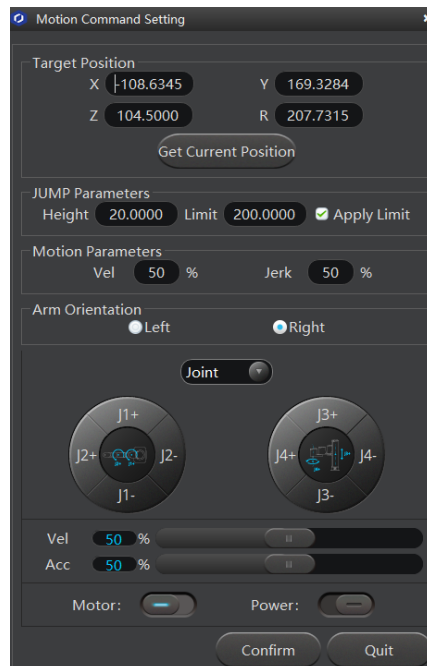 Motion Command Setting
Target Position
X -108.6345 Y 169.3284
Z 104.5000 R 207.7315
Get Current Position
JUMP Parameters
Height 20.0000 Limit 200.0000 Apply Limit
Motion Parameters
Vel 50 % Jerk 50 %
Arm Orientation
Left Right
Joint
J1+ J3+
J2+ J2- J4+ J4-
J1- J3-
Vel 50 %
Acc 50 %
Motor: Power:
Confirm Quit